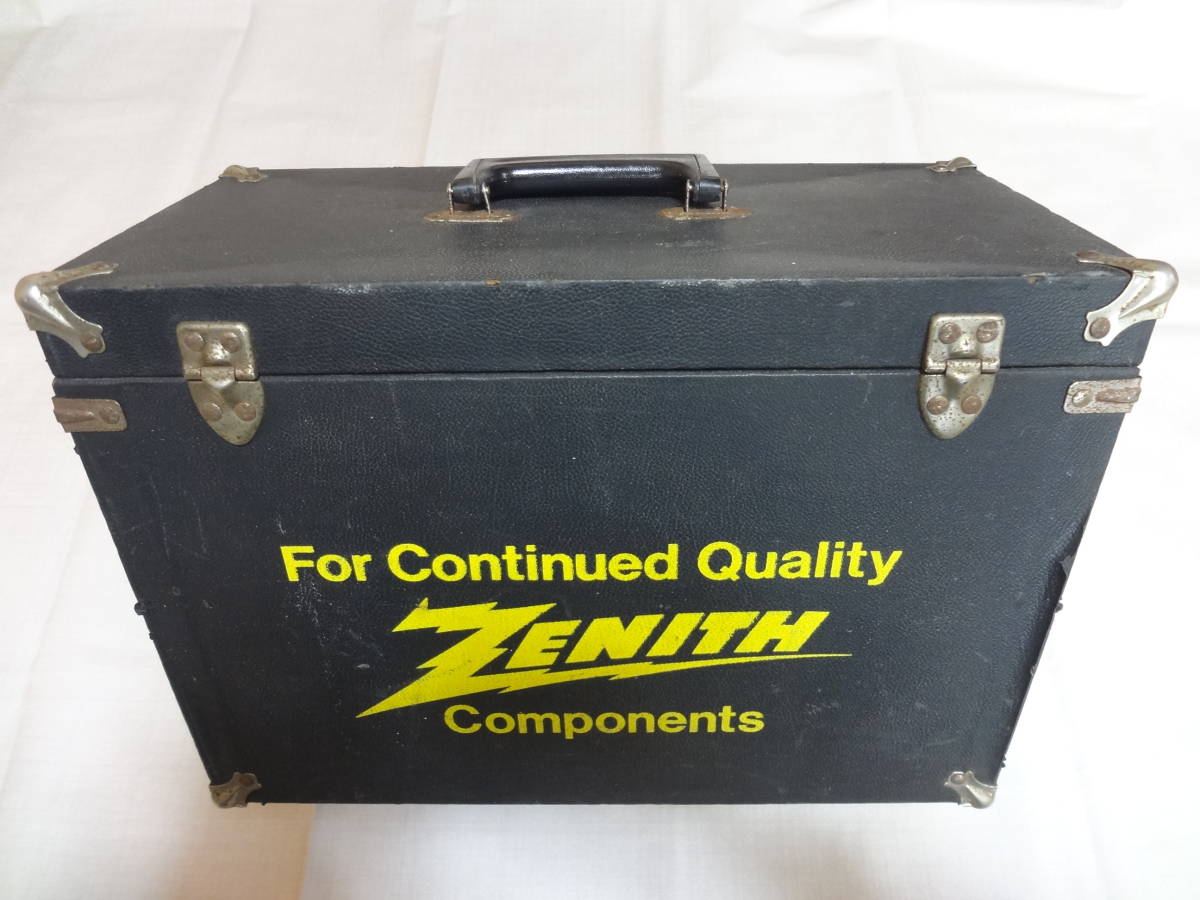 For Continued Quality
ZENITH
Components